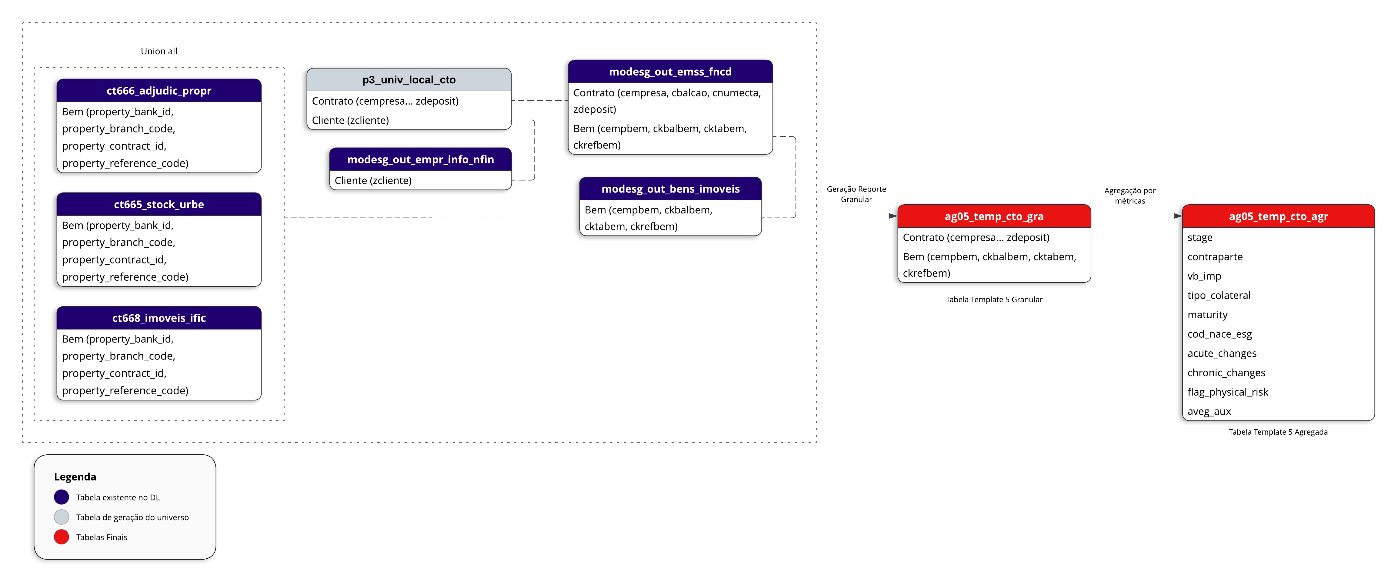 Union all
ct666_adjudic_propr
Bem (property_bank_id,
property_branch_code,
property_contract_id,
property_reference_code)
ct665_stock_urbe
Bem (property_bank_id,
property_branch_code,
property_contract_id,
property_reference_code)
ct668_imoveis_ific
Bem (property_bank_id,
property_branch_code,
property_contract_id,
property_reference_code)
p3_univ_local_cto
Contrato (cempresa... zdeposit)
Cliente (zcliente)
modesg_out_empr_info_nfin
Cliente (zcliente)
modesg_out_emss_fncd
Contrato (cempresa, cbalcao, cnumecta,
zdeposit)
Bem (cempbem, ckbalbem, cktabem,
ckrefbem)
modesg_out_bens_imoveis
Bem (cempbem, ckbalbem,
cktabem, ckrefbem)
Geração Reporte
Granular
ag05_temp_cto_gra
Contrato (cempresa... zdeposit)
Bem (cempbem, ckbalbem, cktabem,
ckrefbem)
Tabela Template 5 Granular
Agregação por
métricas
ag05_temp_cto_agr
stage
contraparte
vb_imp
tipo_colateral
maturity
cod_nace_esg
acute_changes
chronic_changes
flag_physical_risk
aveg_aux
Tabela Template 5 Agregada
Legenda
Tabela existente no DL
Tabela de geração do universo
Tabelas Finais